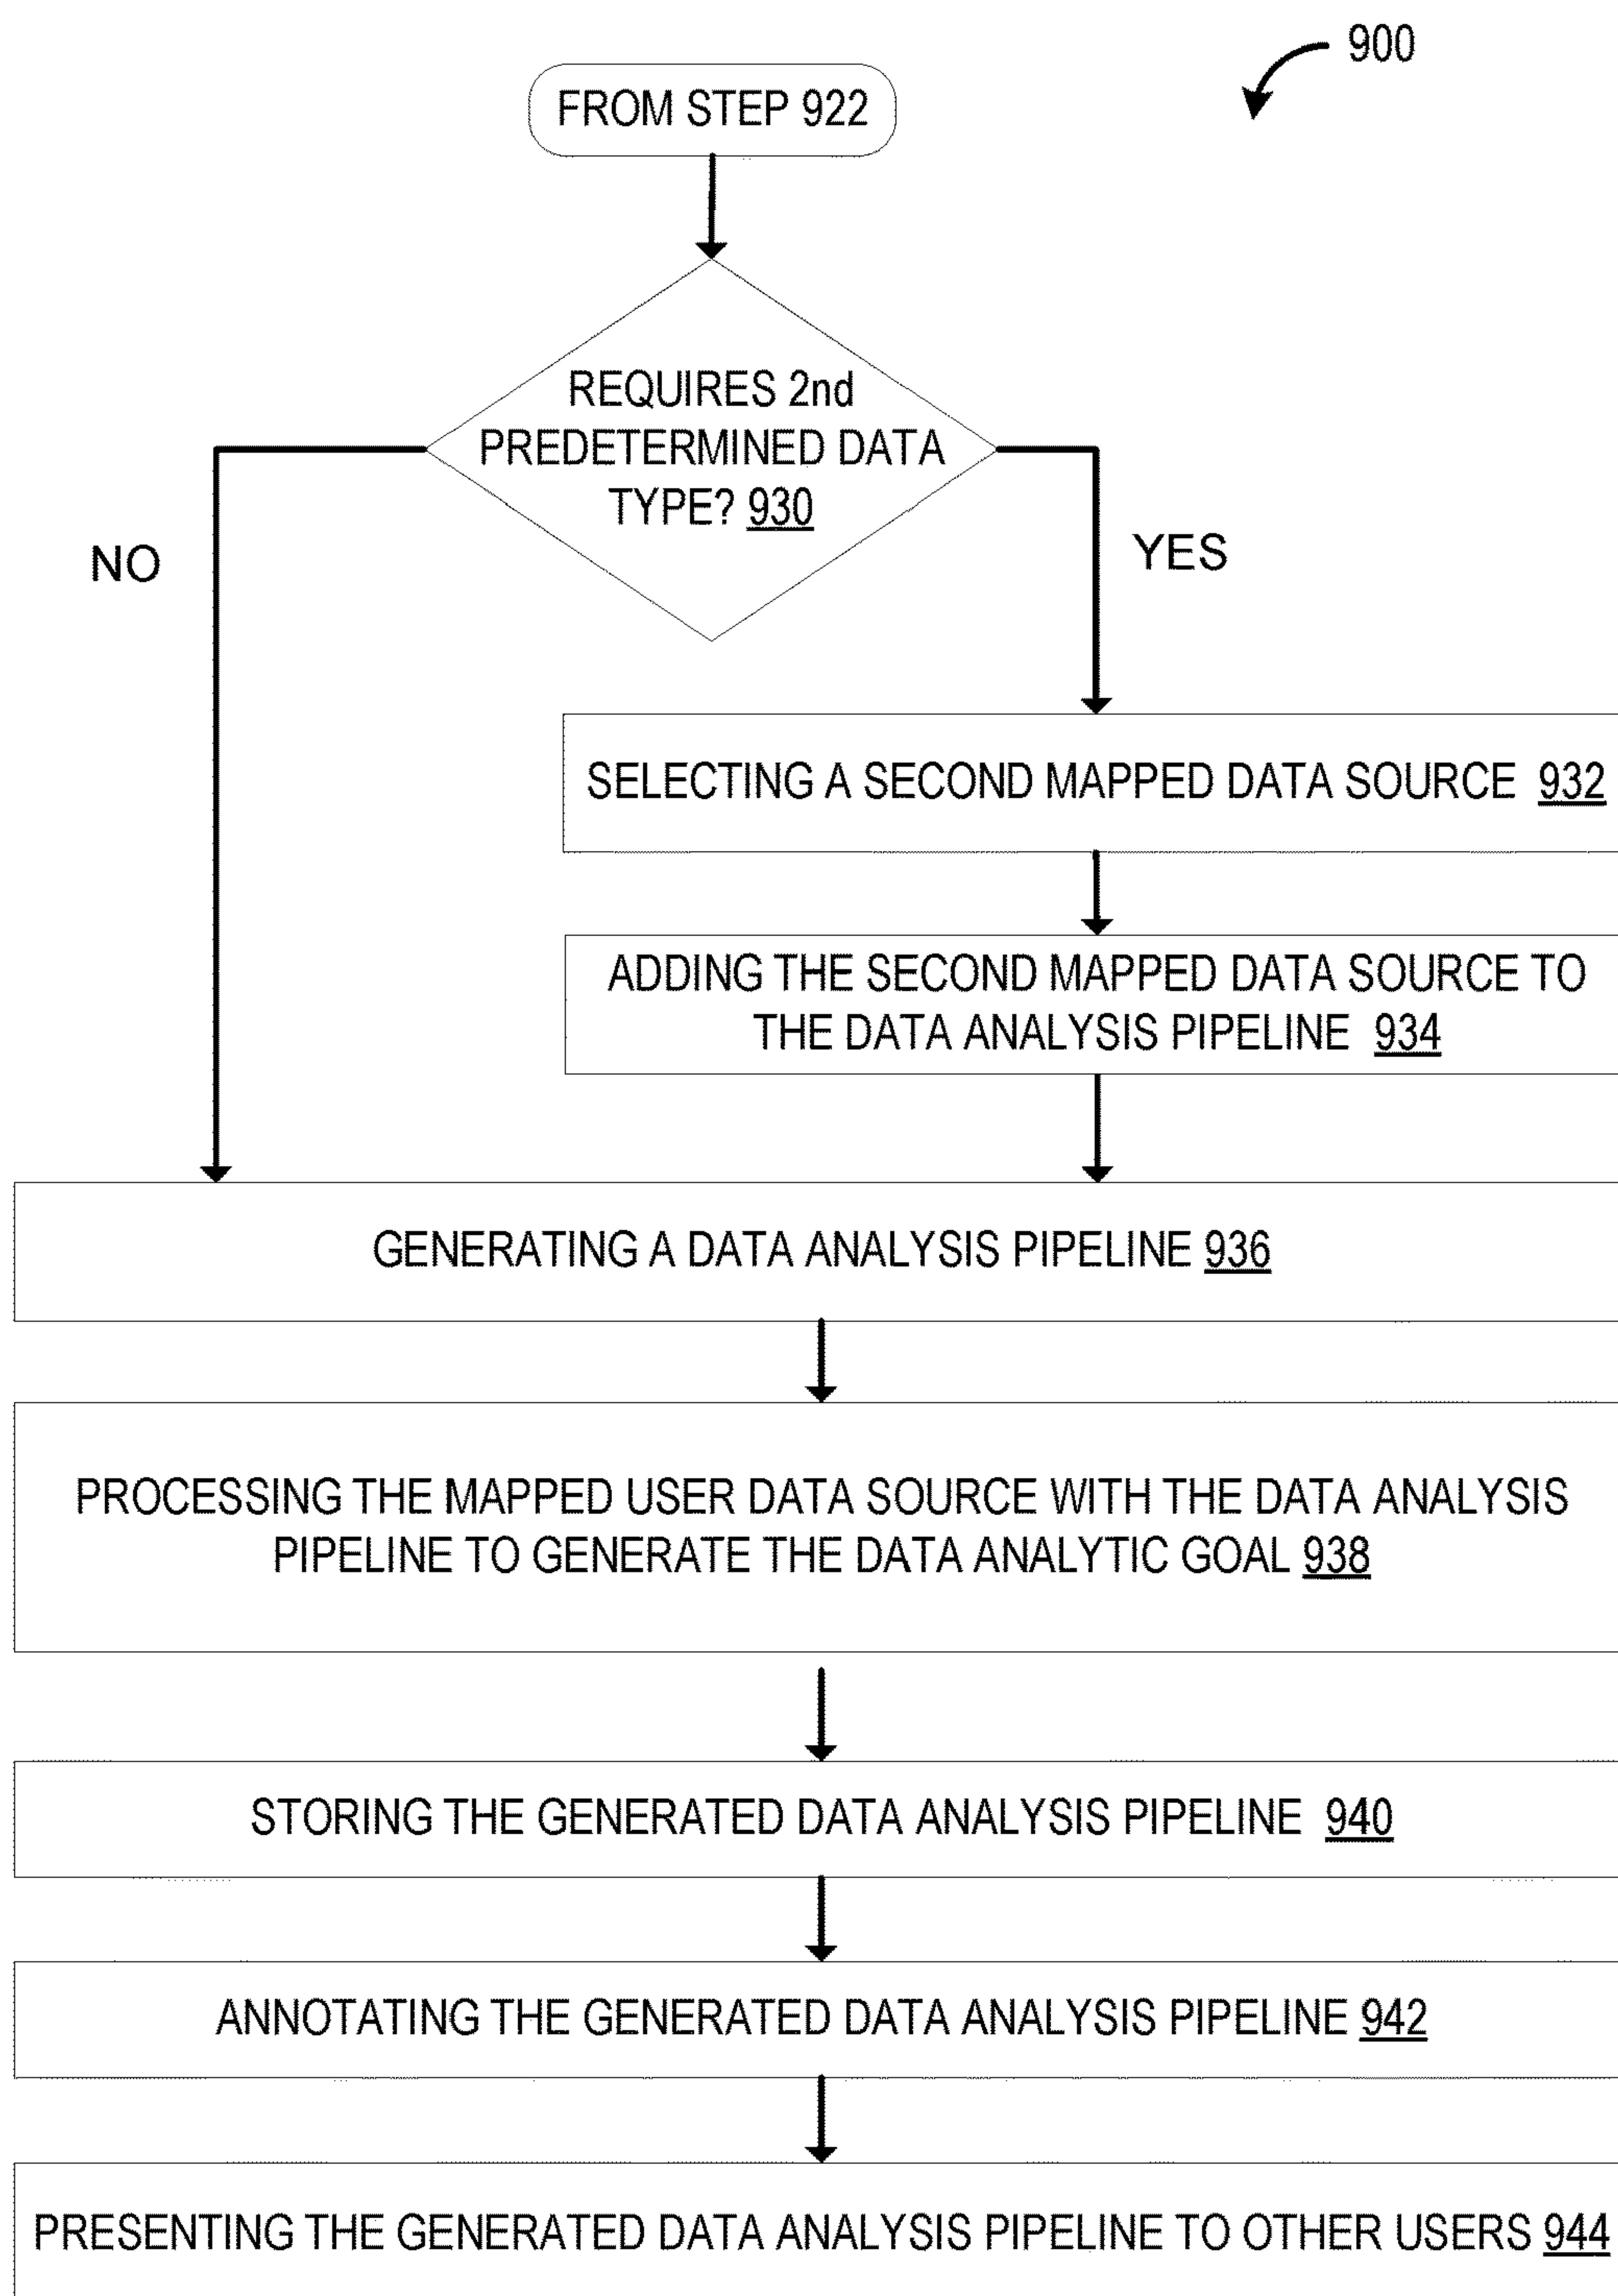 900
FROM STEP 922
REQUIRES 2nd
PREDETERMINED DATA
TYPE? 930
NO
YES
SELECTING A SECOND MAPPED DATA SOURCE 932
ADDING THE SECOND MAPPED DATA SOURCE TO
THE DATA ANALYSIS PIPELINE 934
GENERATING A DATA ANALYSIS PIPELINE 936
PROCESSING THE MAPPED USER DATA SOURCE WITH THE DATA ANALYSIS
PIPELINE TO GENERATE THE DATA ANALYTIC GOAL 938
STORING THE GENERATED DATA ANALYSIS PIPELINE 940
ANNOTATING THE GENERATED DATA ANALYSIS PIPELINE 942
PRESENTING THE GENERATED DATA ANALYSIS PIPELINE TO OTHER USERS 944